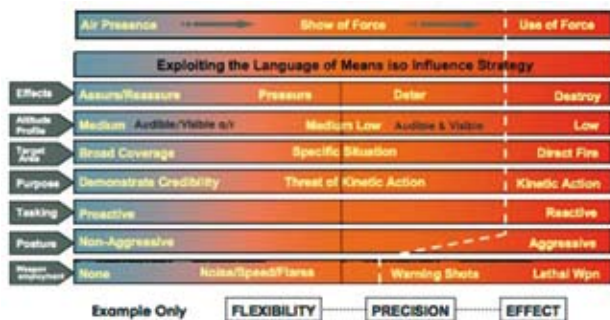 Air Presence Show of Force Use of Force
Exploiting the Language of Means iso Influence Strategy
Effects Assure/Reassure Pressure Deter Destroy
Altitude Profile Medium Audible/Visible o/r Medium Low Audible & Visible Low
Target Area Broad Coverage Specific Situation Direct Fire
Purpose Demonstrate Credibility Threat of Kinetic Action Kinetic Action
Tasking Proactive Reactive
Posture Non-Aggressive Aggressive
Weapon employment None Noise/Speed/Flares Warning Shots Lethal Wpn
Example Only FLEXIBILITY PRECISION EFFECT